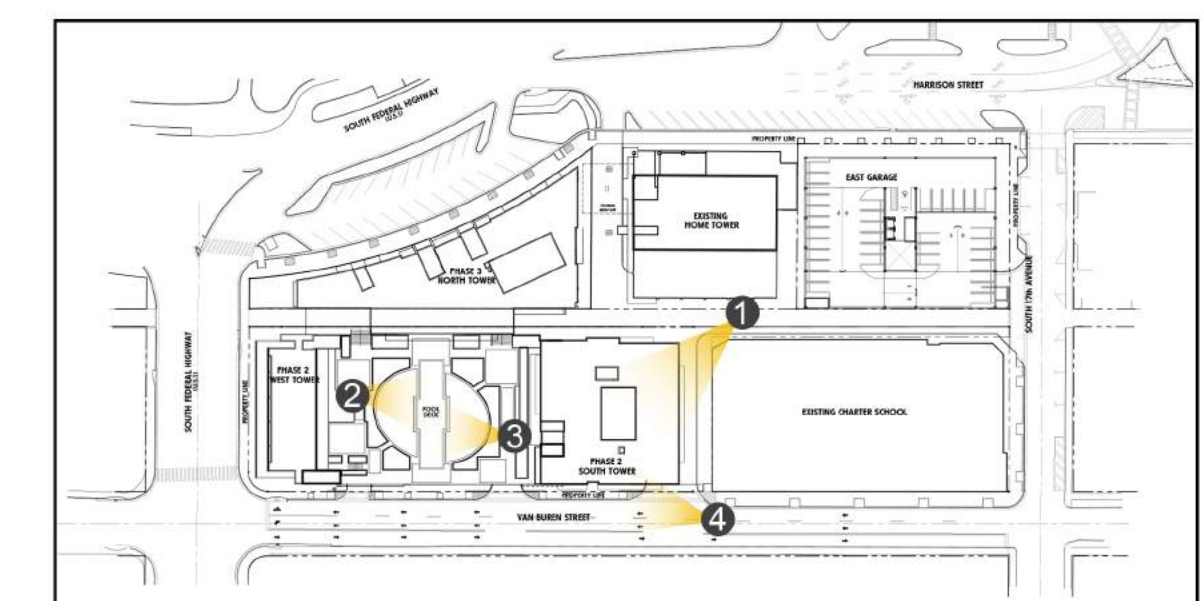 HARRISON STREET
SOUTH FEDERAL HIGHWAY
PROPERTY LINE
EAST GARAGE
PROPERTY LINE
EXISTING
HOME TOWER
PHASE 3
NORTH TOWER
SOUTH 17th AVENUE
1
SOUTH FEDERAL HIGHWAY
PHASE 2
WEST TOWER
PROPERTY LINE
2
POOL
DECK
3
EXISTING CHARTER SCHOOL
PHASE 2
SOUTH TOWER
PROPERTY LINE
VAN BUREN STREET
4